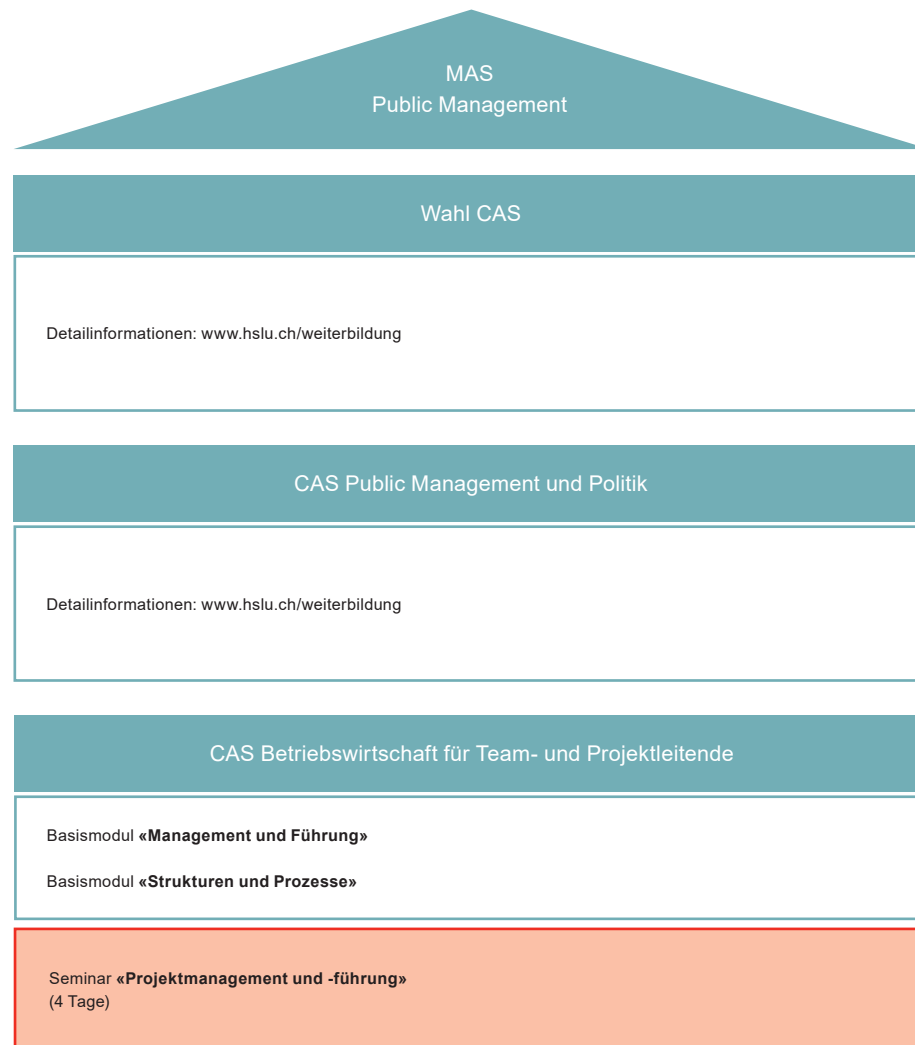 MAS
Public Management
Wahl CAS
Detailinformationen: www.hslu.ch/weiterbildung
CAS Public Management und Politik
Detailinformationen: www.hslu.ch/weiterbildung
CAS Betriebswirtschaft für Team- und Projektleitende
Basismodul «Management und Führung»
Basismodul «Strukturen und Prozesse»
Seminar «Projektmanagement und -führung»
(4 Tage)